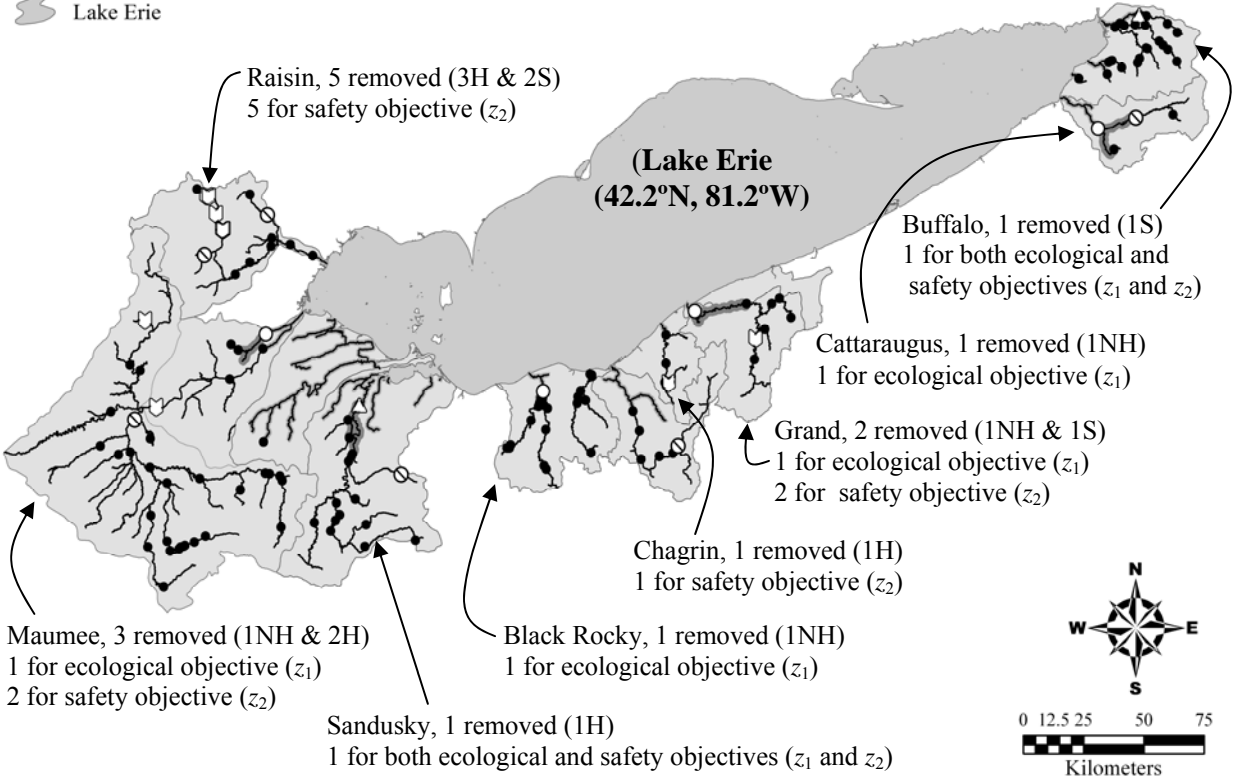 Lake Erie
Raisin, 5 removed (3H & 2S)
5 for safety objective (z₂)
(Lake Erie
(42.2ºN, 81.2ºW)
Buffalo, 1 removed (1S)
1 for both ecological and
safety objectives (z₁ and z₂)
Cattaraugus, 1 removed (1NH)
1 for ecological objective (z₁)
Grand, 2 removed (1NH & 1S)
1 for ecological objective (z₁)
2 for safety objective (z₂)
Chagrin, 1 removed (1H)
1 for safety objective (z₂)
Maumee, 3 removed (1NH & 2H)
1 for ecological objective (z₁)
2 for safety objective (z₂)
Black Rocky, 1 removed (1NH)
1 for ecological objective (z₁)
Sandusky, 1 removed (1H)
1 for both ecological and safety objectives (z₁ and z₂)
N
W E
S
0 12.5 25 50 75
Kilometers